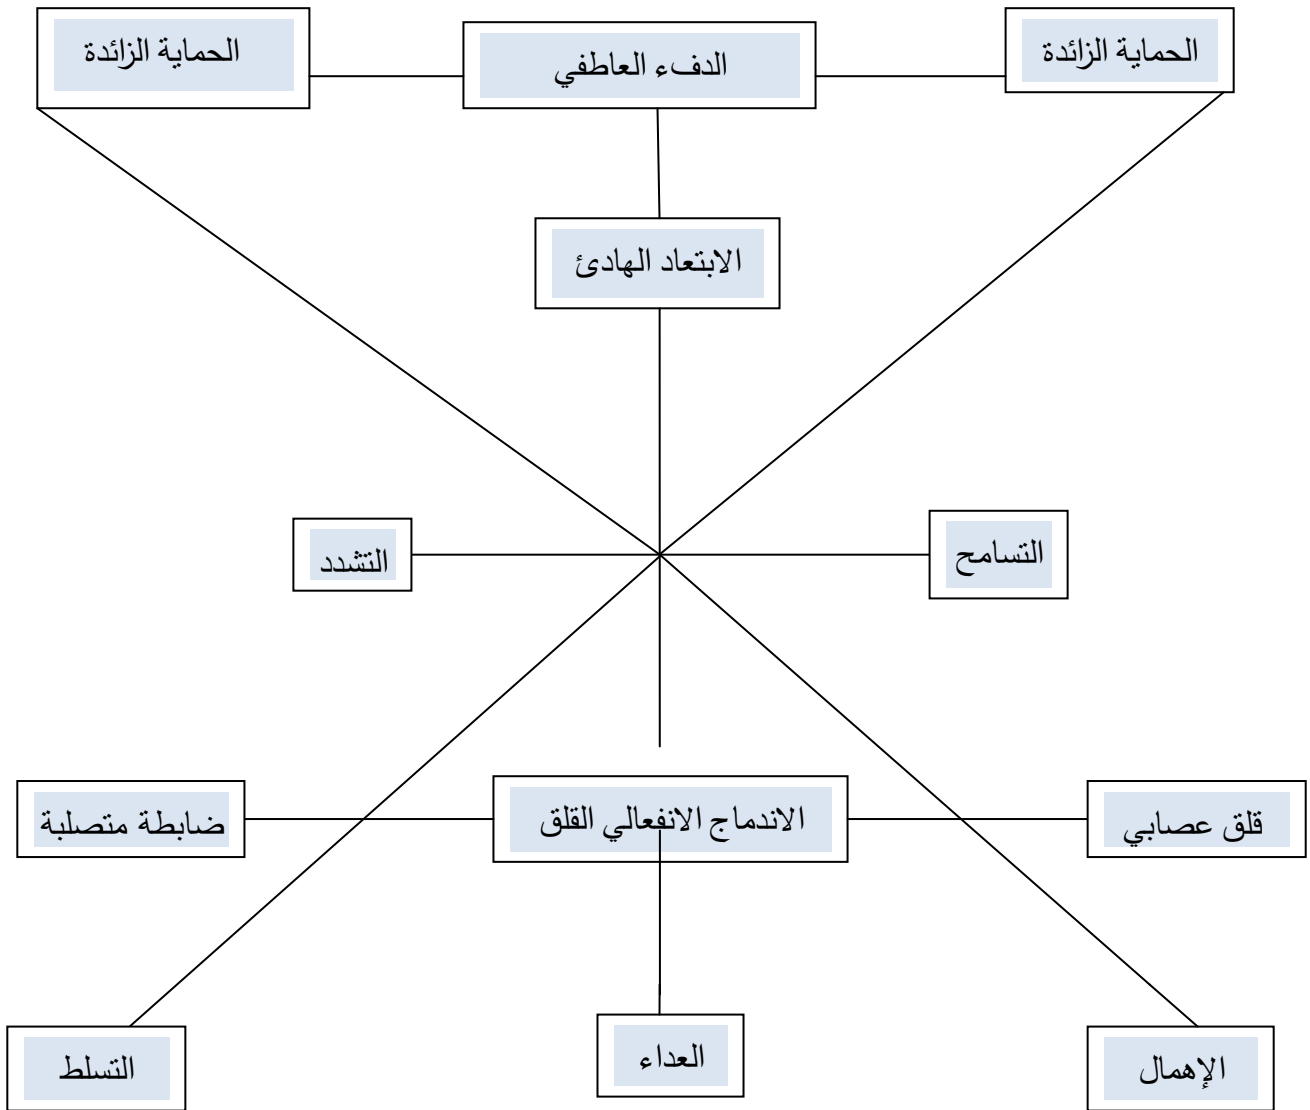 الحماية الزائدة
الدفء العاطفي
الحماية الزائدة
الابتعاد الهادئ
التسامح
التشدد
قلق عصابي
الاندماج الانفعالي القلق
ضابطة متصلبة
الإهمال
العداء
التسلط